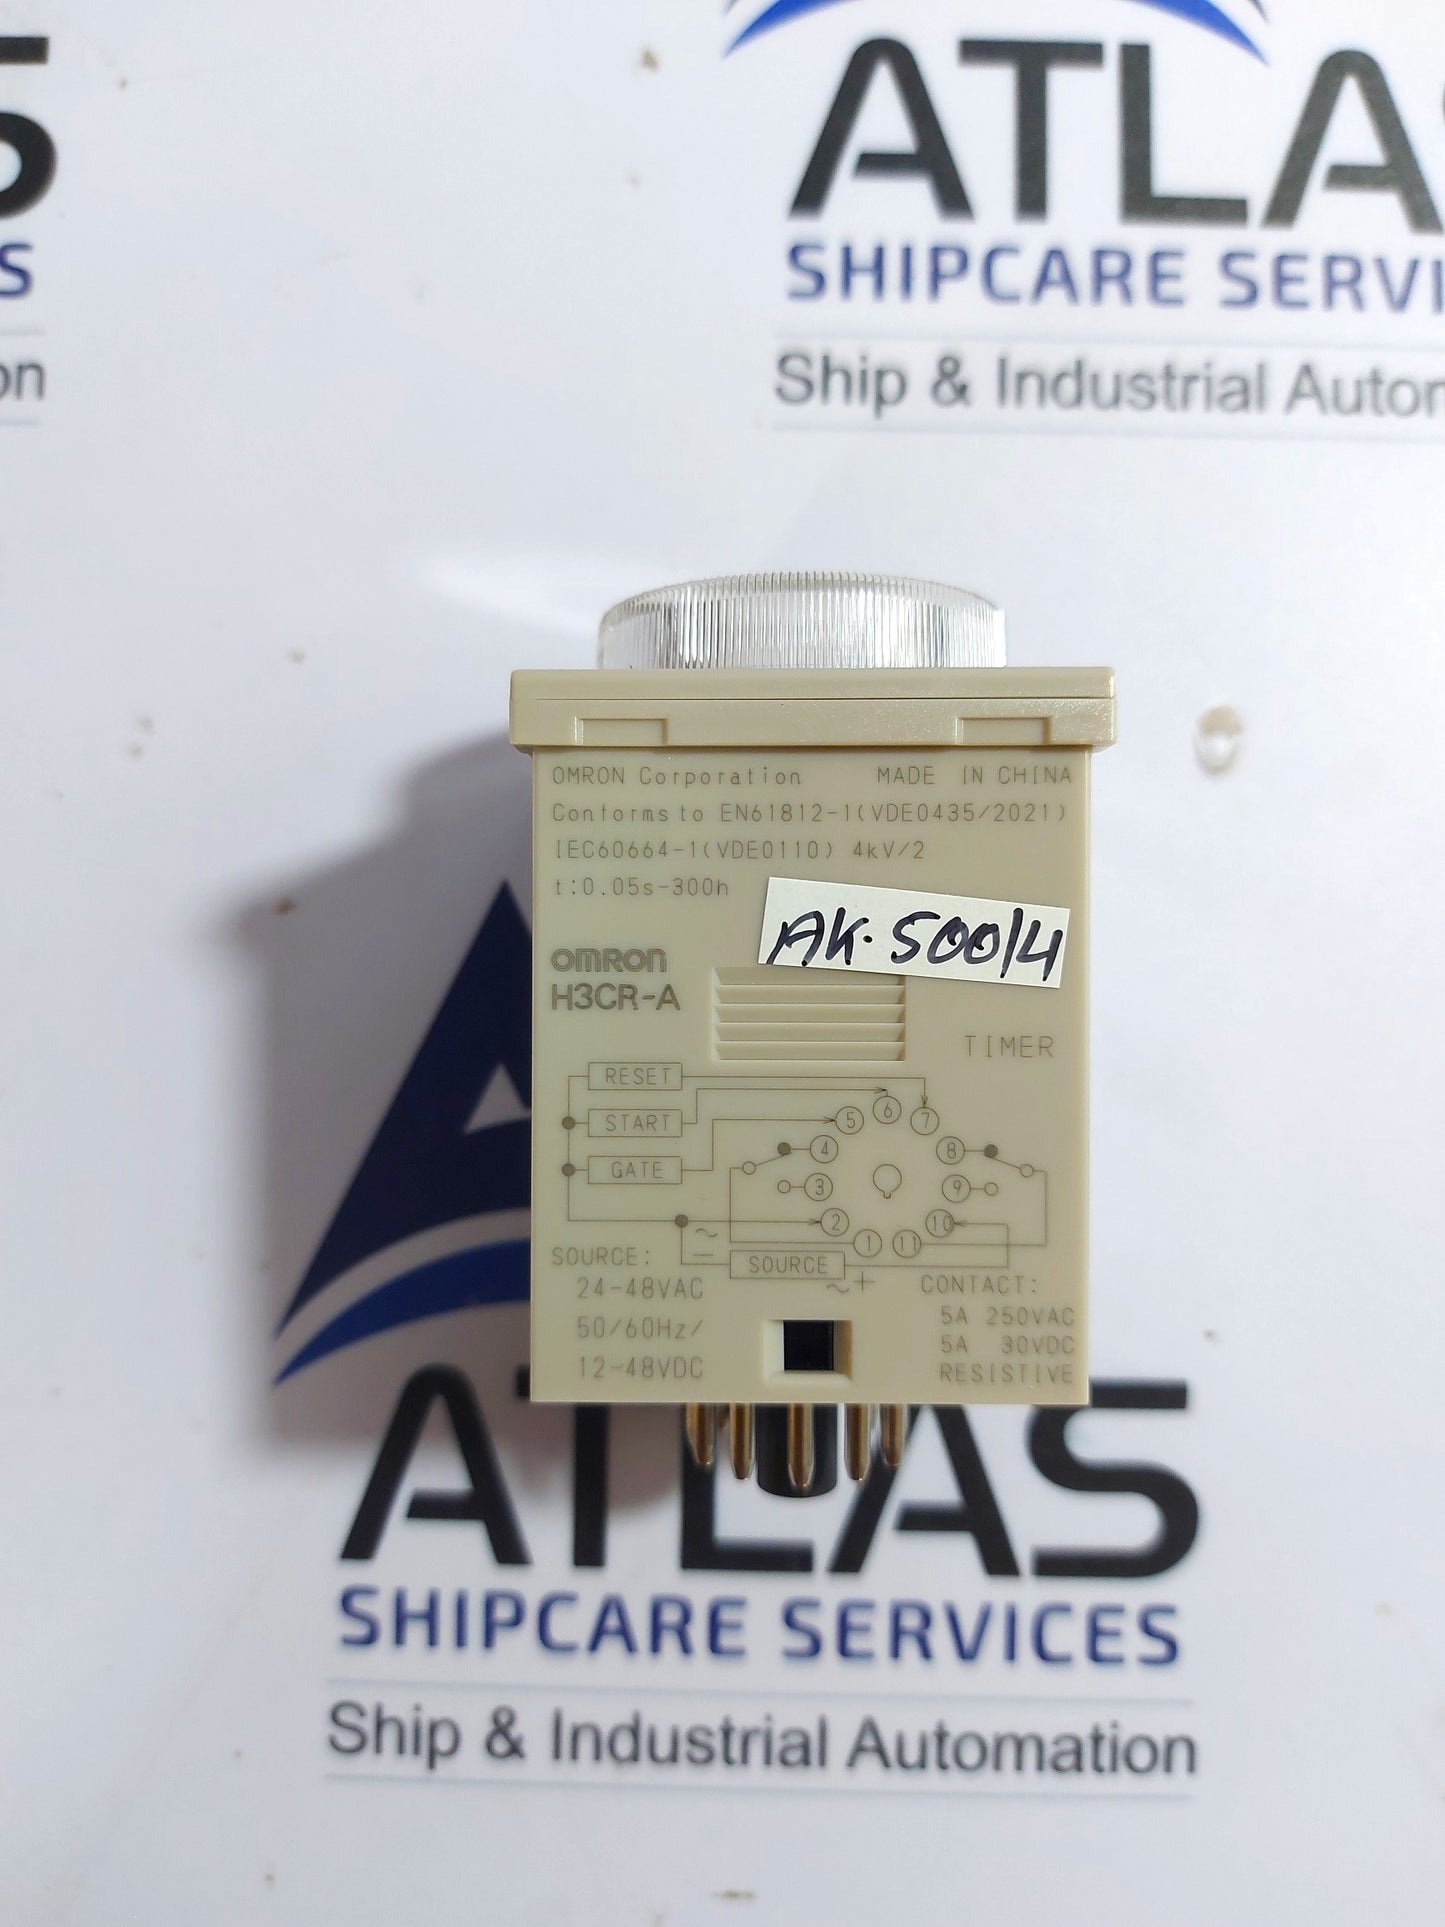 ATLAS
SHIPCARE SERVI
Ship & Industrial Autor
S
S
on
OMRON Corporation MADE IN CHINA
Conforms to EN61812-1(VDE0435/2021)
IEC60664-1(VDE0110) 4kV/2
t:0.05s-300h
AK.500/4
OMRON
H3CR-A
TIMER
RESET
START
GATE
5 6 7
4 8
3 9
2 10
1 11
~
−
SOURCE
~ +
SOURCE:
24-48VAC
50/60Hz/
12-48VDC
CONTACT:
5A 250VAC
5A 30VDC
RESISTIVE
ATLAS
SHIPCARE SERVICES
Ship & Industrial Automation